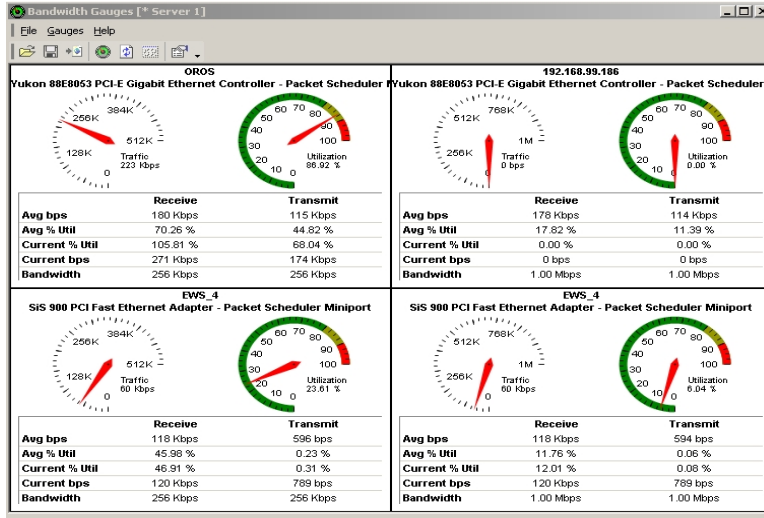 Bandwidth Gauges [* Server 1]
File Gauges Help
OROS
Yukon 88E8053 PCI-E Gigabit Ethernet Controller - Packet Scheduler
256K 384K 512K 128K 0
Traffic
223 Kbps
0 10 20 30 40 50 60 70 80 90 100
Utilization
86.92 %
Receive Transmit
Avg bps 180 Kbps 115 Kbps
Avg % Util 70.26 % 44.82 %
Current % Util 105.81 % 68.04 %
Current bps 271 Kbps 174 Kbps
Bandwidth 256 Kbps 256 Kbps
192.168.99.186
Yukon 88E8053 PCI-E Gigabit Ethernet Controller - Packet Scheduler
512K 768K 1M 256K 0
Traffic
0 bps
0 10 20 30 40 50 60 70 80 90 100
Utilization
0.00 %
Receive Transmit
Avg bps 178 Kbps 114 Kbps
Avg % Util 17.82 % 11.39 %
Current % Util 0.00 % 0.00 %
Current bps 0 bps 0 bps
Bandwidth 1.00 Mbps 1.00 Mbps
EWS_4
SiS 900 PCI Fast Ethernet Adapter - Packet Scheduler Miniport
256K 384K 512K 128K 0
Traffic
60 Kbps
0 10 20 30 40 50 60 70 80 90 100
Utilization
23.61 %
Receive Transmit
Avg bps 118 Kbps 596 bps
Avg % Util 45.98 % 0.23 %
Current % Util 46.91 % 0.31 %
Current bps 120 Kbps 789 bps
Bandwidth 256 Kbps 256 Kbps
EWS_4
SiS 900 PCI Fast Ethernet Adapter - Packet Scheduler Miniport
512K 768K 1M 256K 0
Traffic
60 Kbps
0 10 20 30 40 50 60 70 80 90 100
Utilization
6.04 %
Receive Transmit
Avg bps 118 Kbps 594 bps
Avg % Util 11.76 % 0.06 %
Current % Util 12.01 % 0.08 %
Current bps 120 Kbps 789 bps
Bandwidth 1.00 Mbps 1.00 Mbps